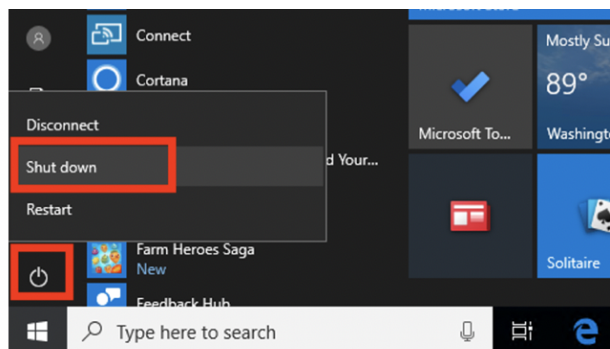 Connect
Cortana
Disconnect
Shut down
d Your...
Restart
Farm Heroes Saga
New
Feedback Hub
Type here to search
Mostly Su
89°
Microsoft To...
Washingt
Solitaire